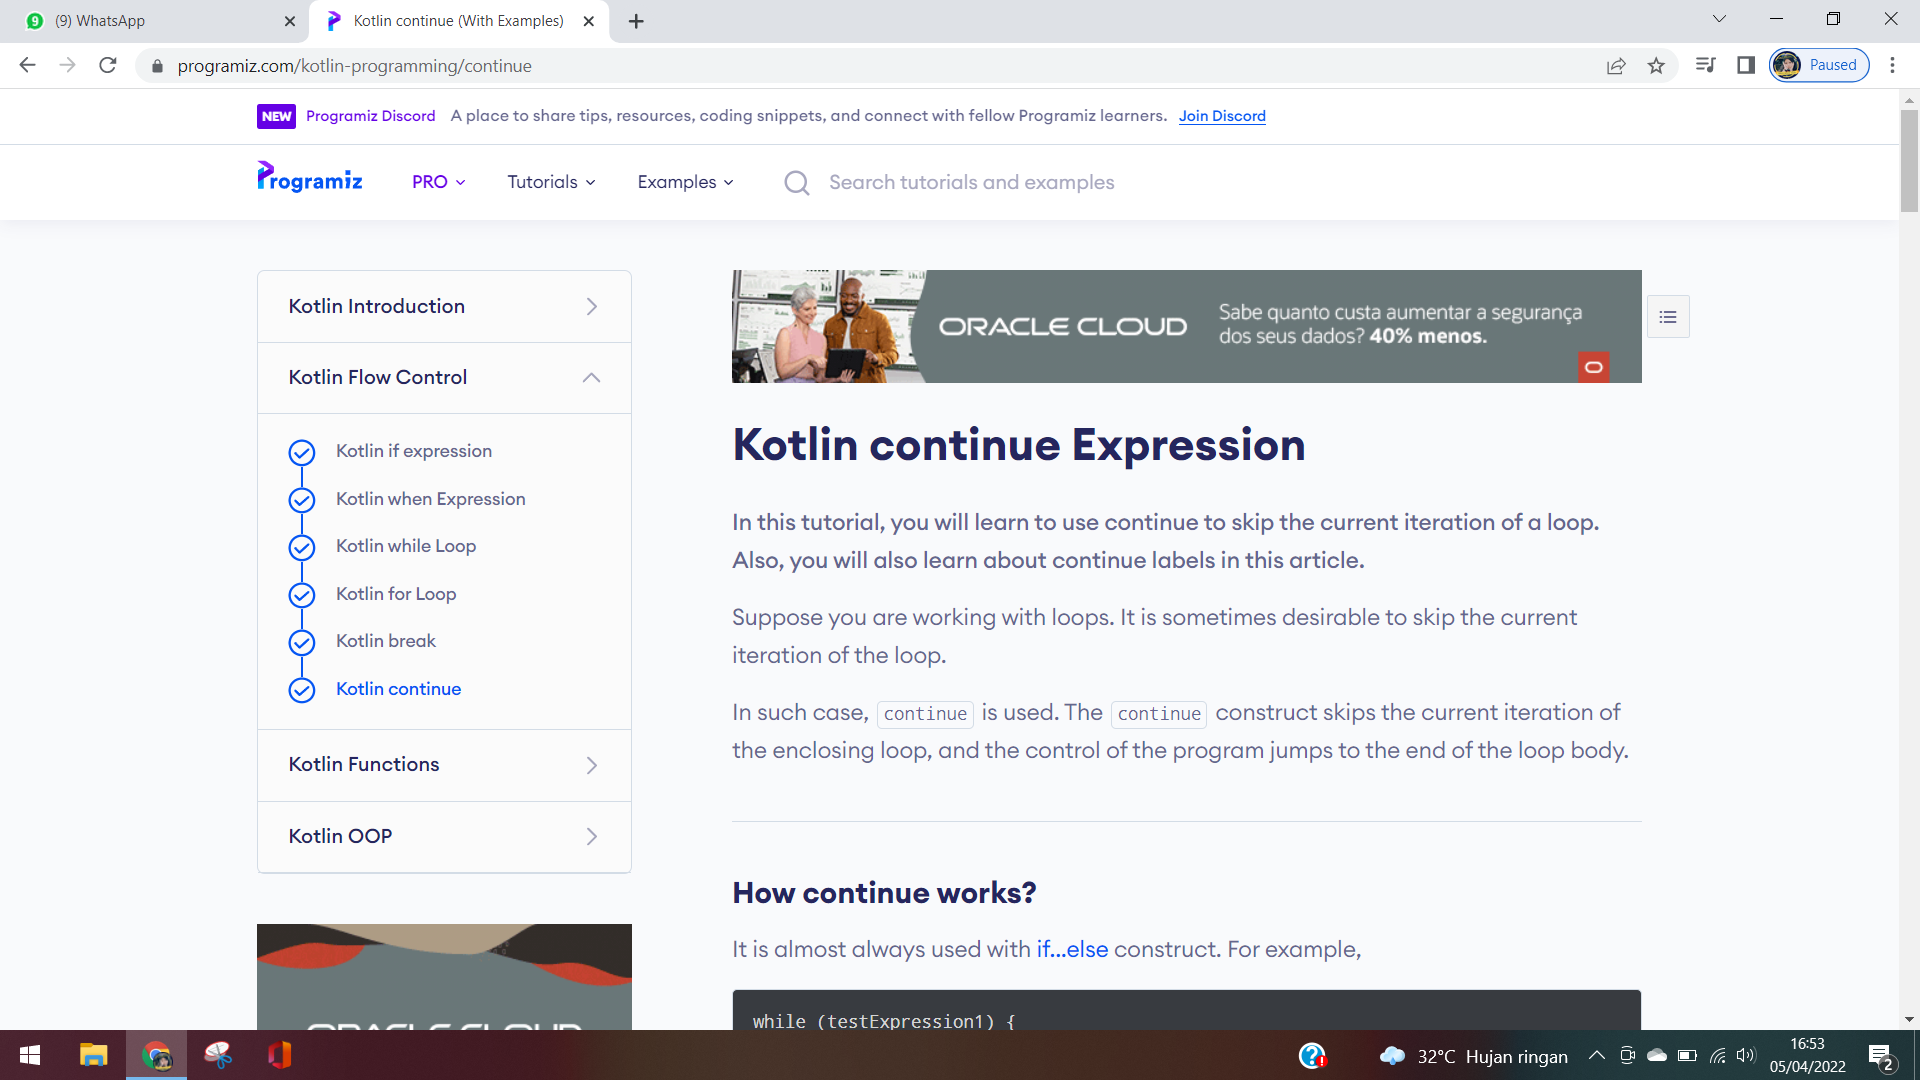 (9) WhatsApp
Kotlin continue (With Examples)
programiz.com/kotlin-programming/continue
Paused
NEW Programiz Discord A place to share tips, resources, coding snippets, and connect with fellow Programiz learners. Join Discord
Programiz
PRO
Tutorials
Examples
Search tutorials and examples
Kotlin Introduction
Kotlin Flow Control
Kotlin if expression
Kotlin when Expression
Kotlin while Loop
Kotlin for Loop
Kotlin break
Kotlin continue
Kotlin Functions
Kotlin OOP
ORACLE CLOUD
ORACLE CLOUD
Sabe quanto custa aumentar a segurança
dos seus dados? 40% menos.
Kotlin continue Expression
In this tutorial, you will learn to use continue to skip the current iteration of a loop.
Also, you will also learn about continue labels in this article.
Suppose you are working with loops. It is sometimes desirable to skip the current
iteration of the loop.
In such case, continue is used. The continue construct skips the current iteration of
the enclosing loop, and the control of the program jumps to the end of the loop body.
How continue works?
It is almost always used with if...else construct. For example,
while (testExpression1) {
32°C Hujan ringan
16:53
05/04/2022
2